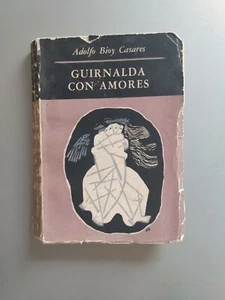 Adolfo Bioy Casares
GUIRNALDA
CON AMORES